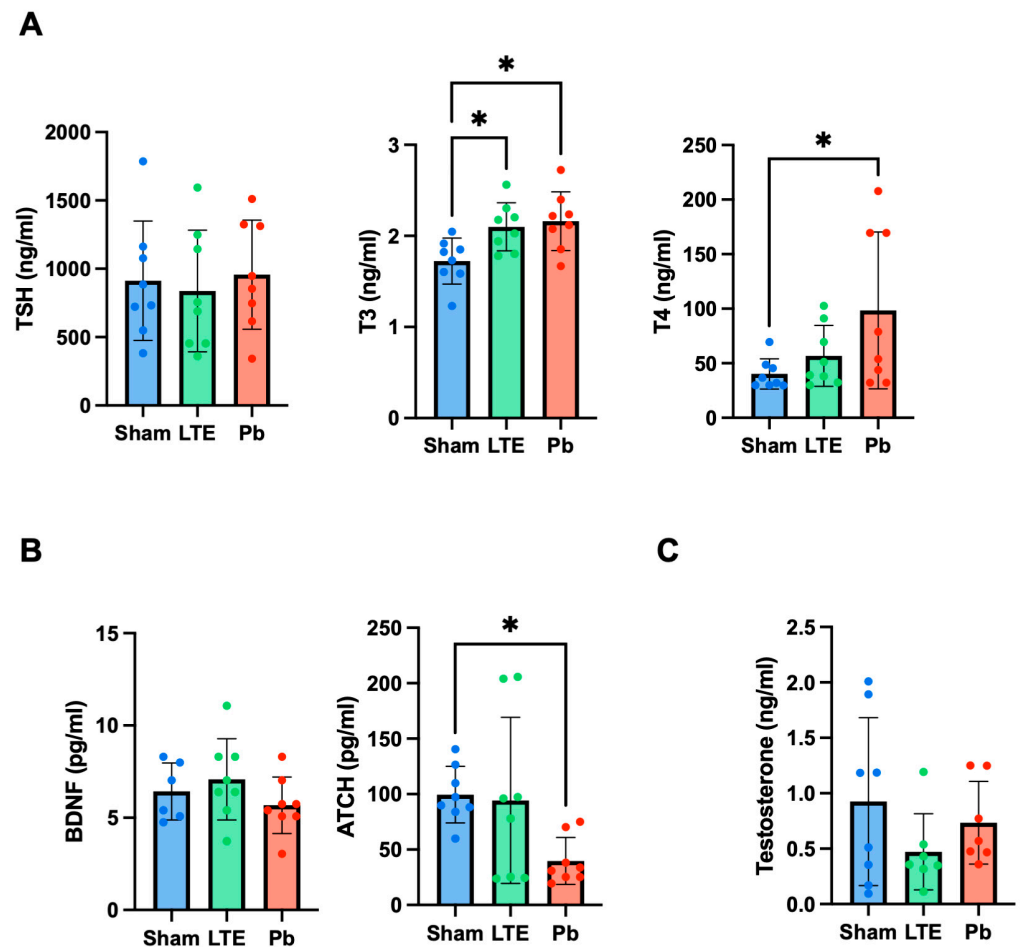 A
TSH (ng/ml)
2000
1500
1000
500
0
Sham LTE Pb
T3 (ng/ml)
3
2
1
0
*
*
Sham LTE Pb
T4 (ng/ml)
250
200
150
100
50
0
*
Sham LTE Pb
B
BDNF (pg/ml)
15
10
5
0
Sham LTE Pb
ATCH (pg/ml)
250
200
150
100
50
0
*
Sham LTE Pb
C
Testosterone (ng/ml)
2.5
2.0
1.5
1.0
0.5
0.0
Sham LTE Pb